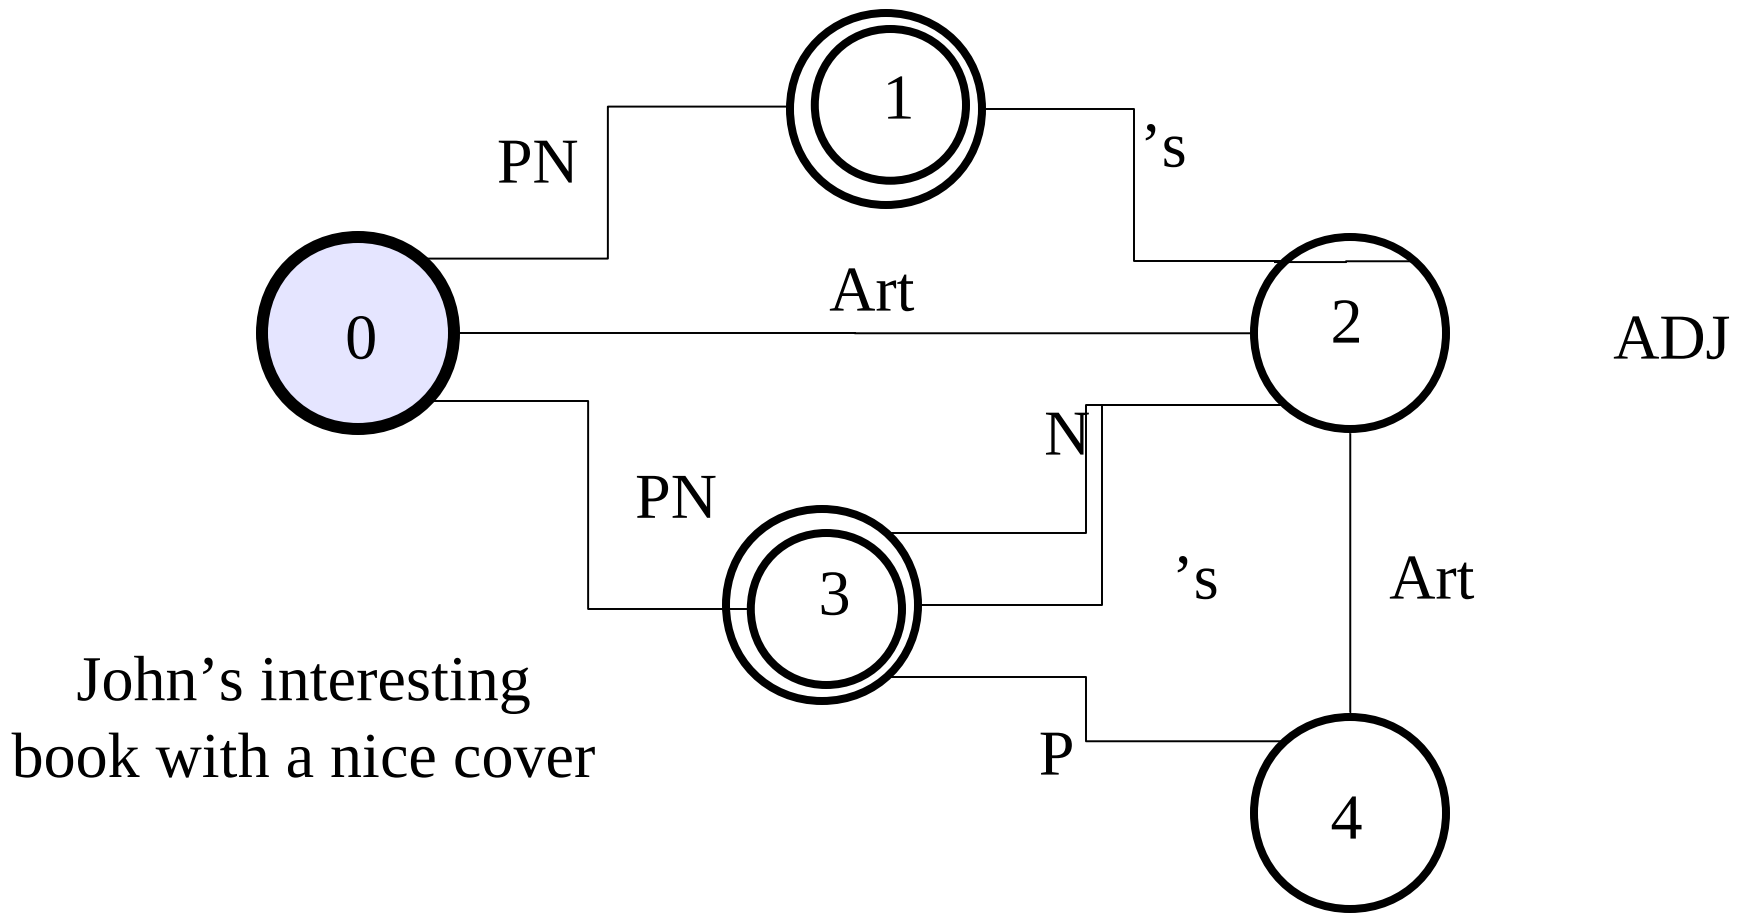 1
’s
PN
Art
0
2
ADJ
N
PN
’s
Art
3
John’s interesting
book with a nice cover
P
4